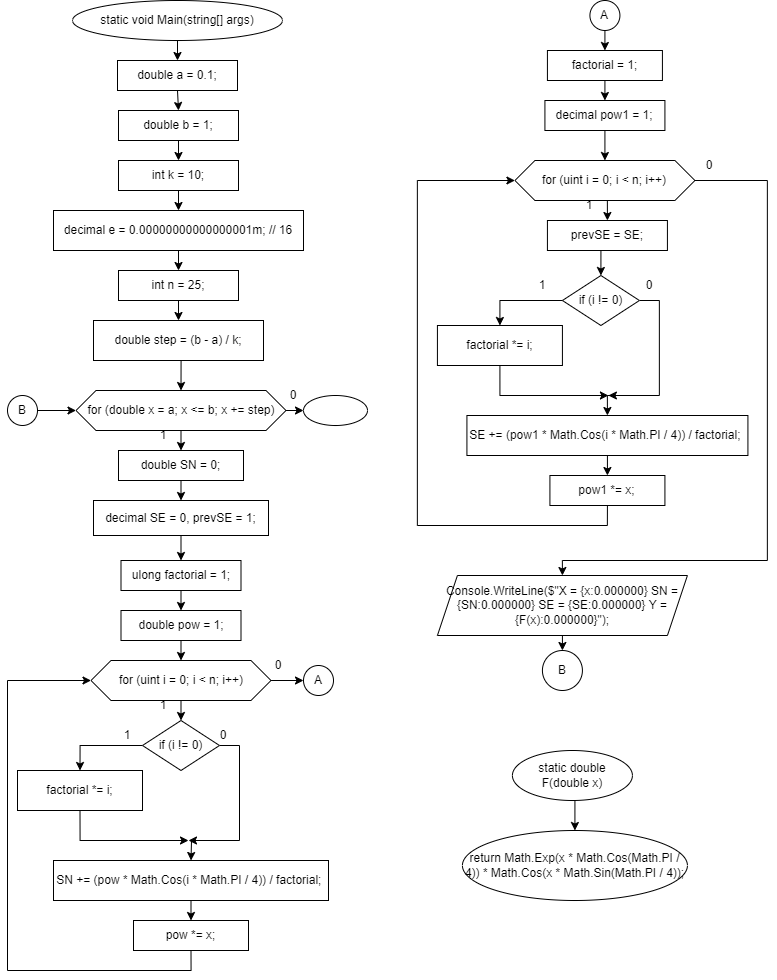 static void Main(string[] args)
double a = 0.1;
double b = 1;
int k = 10;
decimal e = 0.00000000000000001m; // 16
int n = 25;
double step = (b - a) / k;
B
for (double x = a; x <= b; x += step)
0
1
double SN = 0;
decimal SE = 0, prevSE = 1;
ulong factorial = 1;
double pow = 1;
for (uint i = 0; i < n; i++)
0
A
1
if (i != 0)
1
0
factorial *= i;
SN += (pow * Math.Cos(i * Math.PI / 4)) / factorial;
pow *= x;
A
factorial = 1;
decimal pow1 = 1;
for (uint i = 0; i < n; i++)
0
1
prevSE = SE;
if (i != 0)
1
0
factorial *= i;
SE += (pow1 * Math.Cos(i * Math.PI / 4)) / factorial;
pow1 *= x;
Console.WriteLine($"X = {x:0.000000} SN =
{SN:0.000000} SE = {SE:0.000000} Y =
{F(x):0.000000}");
B
static double
F(double x)
return Math.Exp(x * Math.Cos(Math.PI /
4)) * Math.Cos(x * Math.Sin(Math.PI / 4));